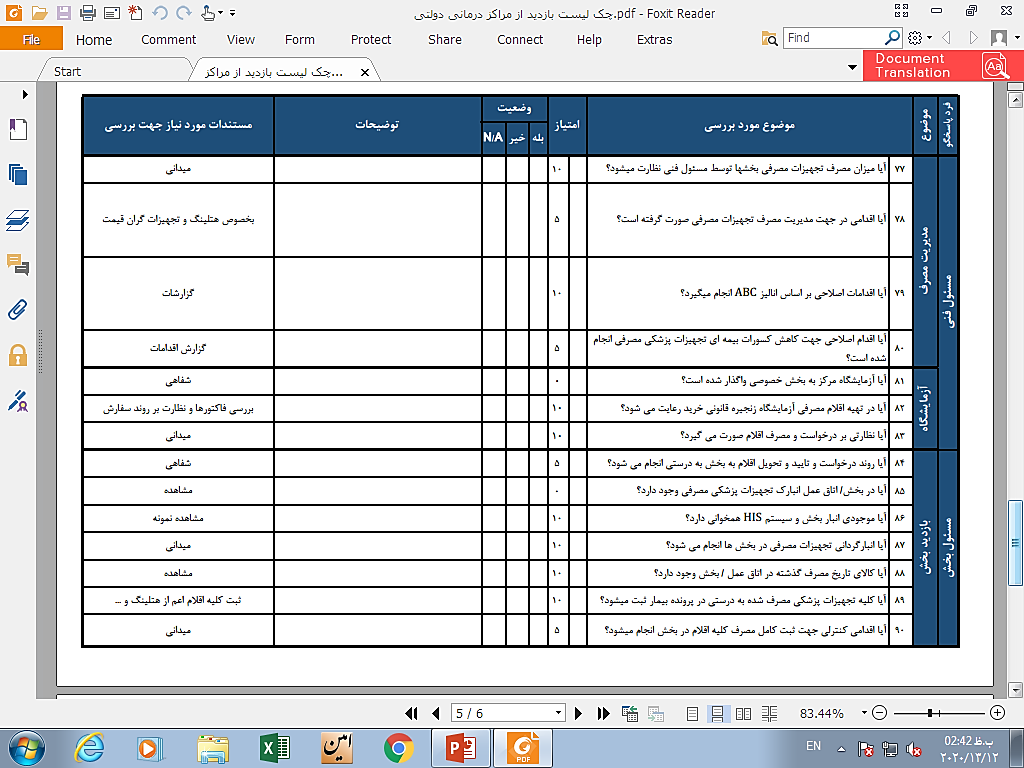 چک لیست بازدید از مراکز درمانی دولتی.pdf - Foxit Reader
File Home Comment View Form Protect Share Connect Help Extras
Find
Document
Translation
Start
چک لیست بازدید از مراکز...
فرد پاسخگو
موضوع
موضوع مورد بررسی
امتیاز
وضعیت
بله
خیر
N/A
توضیحات
مستندات مورد نیاز جهت بررسی
مسئول فنی
مدیریت مصرف
۷۷ آیا میزان مصرف تجهیزات مصرفی بخشها توسط مسئول فنی نظارت میشود؟ ۱۰ میدانی
۷۸ آیا اقدامی در جهت مدیریت مصرف تجهیزات مصرفی صورت گرفته است؟ ۵ بخصوص هتلینگ و تجهیزات گران قیمت
۷۹ آیا اقدامات اصلاحی بر اساس انالیز ABC انجام میگیرد؟ ۱۰ گزارشات
۸۰ آیا اقدام اصلاحی جهت کاهش کسورات بیمه ای تجهیزات پزشکی مصرفی انجام
شده است؟ ۵ گزارش اقدامات
آزمایشگاه
۸۱ آیا آزمایشگاه مرکز به بخش خصوصی واگذار شده است؟ ۰ شفاهی
۸۲ آیا در تهیه اقلام مصرفی آزمایشگاه زنجیره قانونی خرید رعایت می شود؟ ۱۰ بررسی فاکتورها و نظارت بر روند سفارش
۸۳ آیا نظارتی بر درخواست و مصرف اقلام صورت می گیرد؟ ۱۰ میدانی
مسئول بخش
بازدید بخش
۸۴ آیا روند درخواست و تایید و تحویل اقلام به بخش به درستی انجام می شود؟ ۵ شفاهی
۸۵ آیا در بخش/ اتاق عمل انبارک تجهیزات پزشکی مصرفی وجود دارد؟ ۰ مشاهده
۸۶ آیا موجودی انبار بخش و سیستم HIS همخوانی دارد؟ ۱۰ مشاهده نمونه
۸۷ آیا انبارگردانی تجهیزات مصرفی در بخش ها انجام می شود؟ ۱۰ میدانی
۸۸ آیا کالای تاریخ مصرف گذشته در اتاق عمل / بخش وجود دارد؟ ۱۰ مشاهده
۸۹ آیا کلیه تجهیزات پزشکی مصرف شده به درستی در پرونده بیمار ثبت میشود؟ ۱۰ ثبت کلیه اقلام اعم از هتلینگ و ...
۹۰ آیا اقدامی کنترلی جهت ثبت کامل مصرف کلیه اقلام در بخش انجام میشود؟ ۵ میدانی
5 / 6
83.44%
امین
PDF
EN
02:42 ب.ظ
۲۰۲۰/۱۳/۱۲